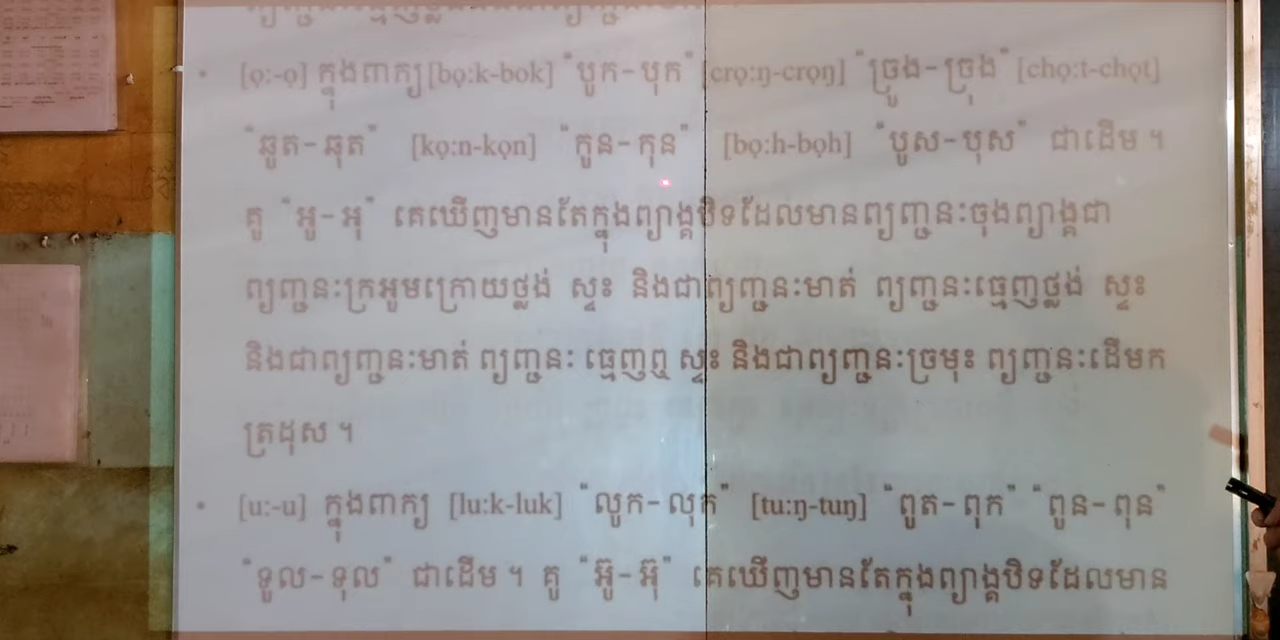 • [ọ:-ọ] ក្នុងពាក្យ [bọ:k-bok] "បូក-បុក" [crọ:ŋ-crọŋ] "ច្រូង-ច្រុង" [chọ:t-chọt]
"ឆូត-ឆុត" [kọ:n-kọn] "កូន-កុន" [bọ:h-bọh] "បូស-បុស" ជាដើម ។
គូ "អូ-អុ" គេឃើញមានតែក្នុងព្យាង្គបិទដែលមានព្យញ្ជនៈចុងព្យាង្គជា
ព្យញ្ជនៈក្រអូមក្រោយថ្លង់ ស្ទះ និងជាព្យញ្ជនៈមាត់ ព្យញ្ជនៈធ្មេញថ្លង់ ស្ទះ
និងជាព្យញ្ជនៈមាត់ ព្យញ្ជនៈ ធ្មេញឮ ស្ទះ និងជាព្យញ្ជនៈច្រមុះ ព្យញ្ជនៈដើមក
ត្រដុស ។
• [u:-u] ក្នុងពាក្យ [lu:k-luk] "លូក-លុក" [tu:ŋ-tuŋ] "ពូត-ពុក" "ពូន-ពុន"
"ទូល-ទុល" ជាដើម ។ គូ "អ៊ូ-អ៊ុ" គេឃើញមានតែក្នុងព្យាង្គបិទដែលមាន